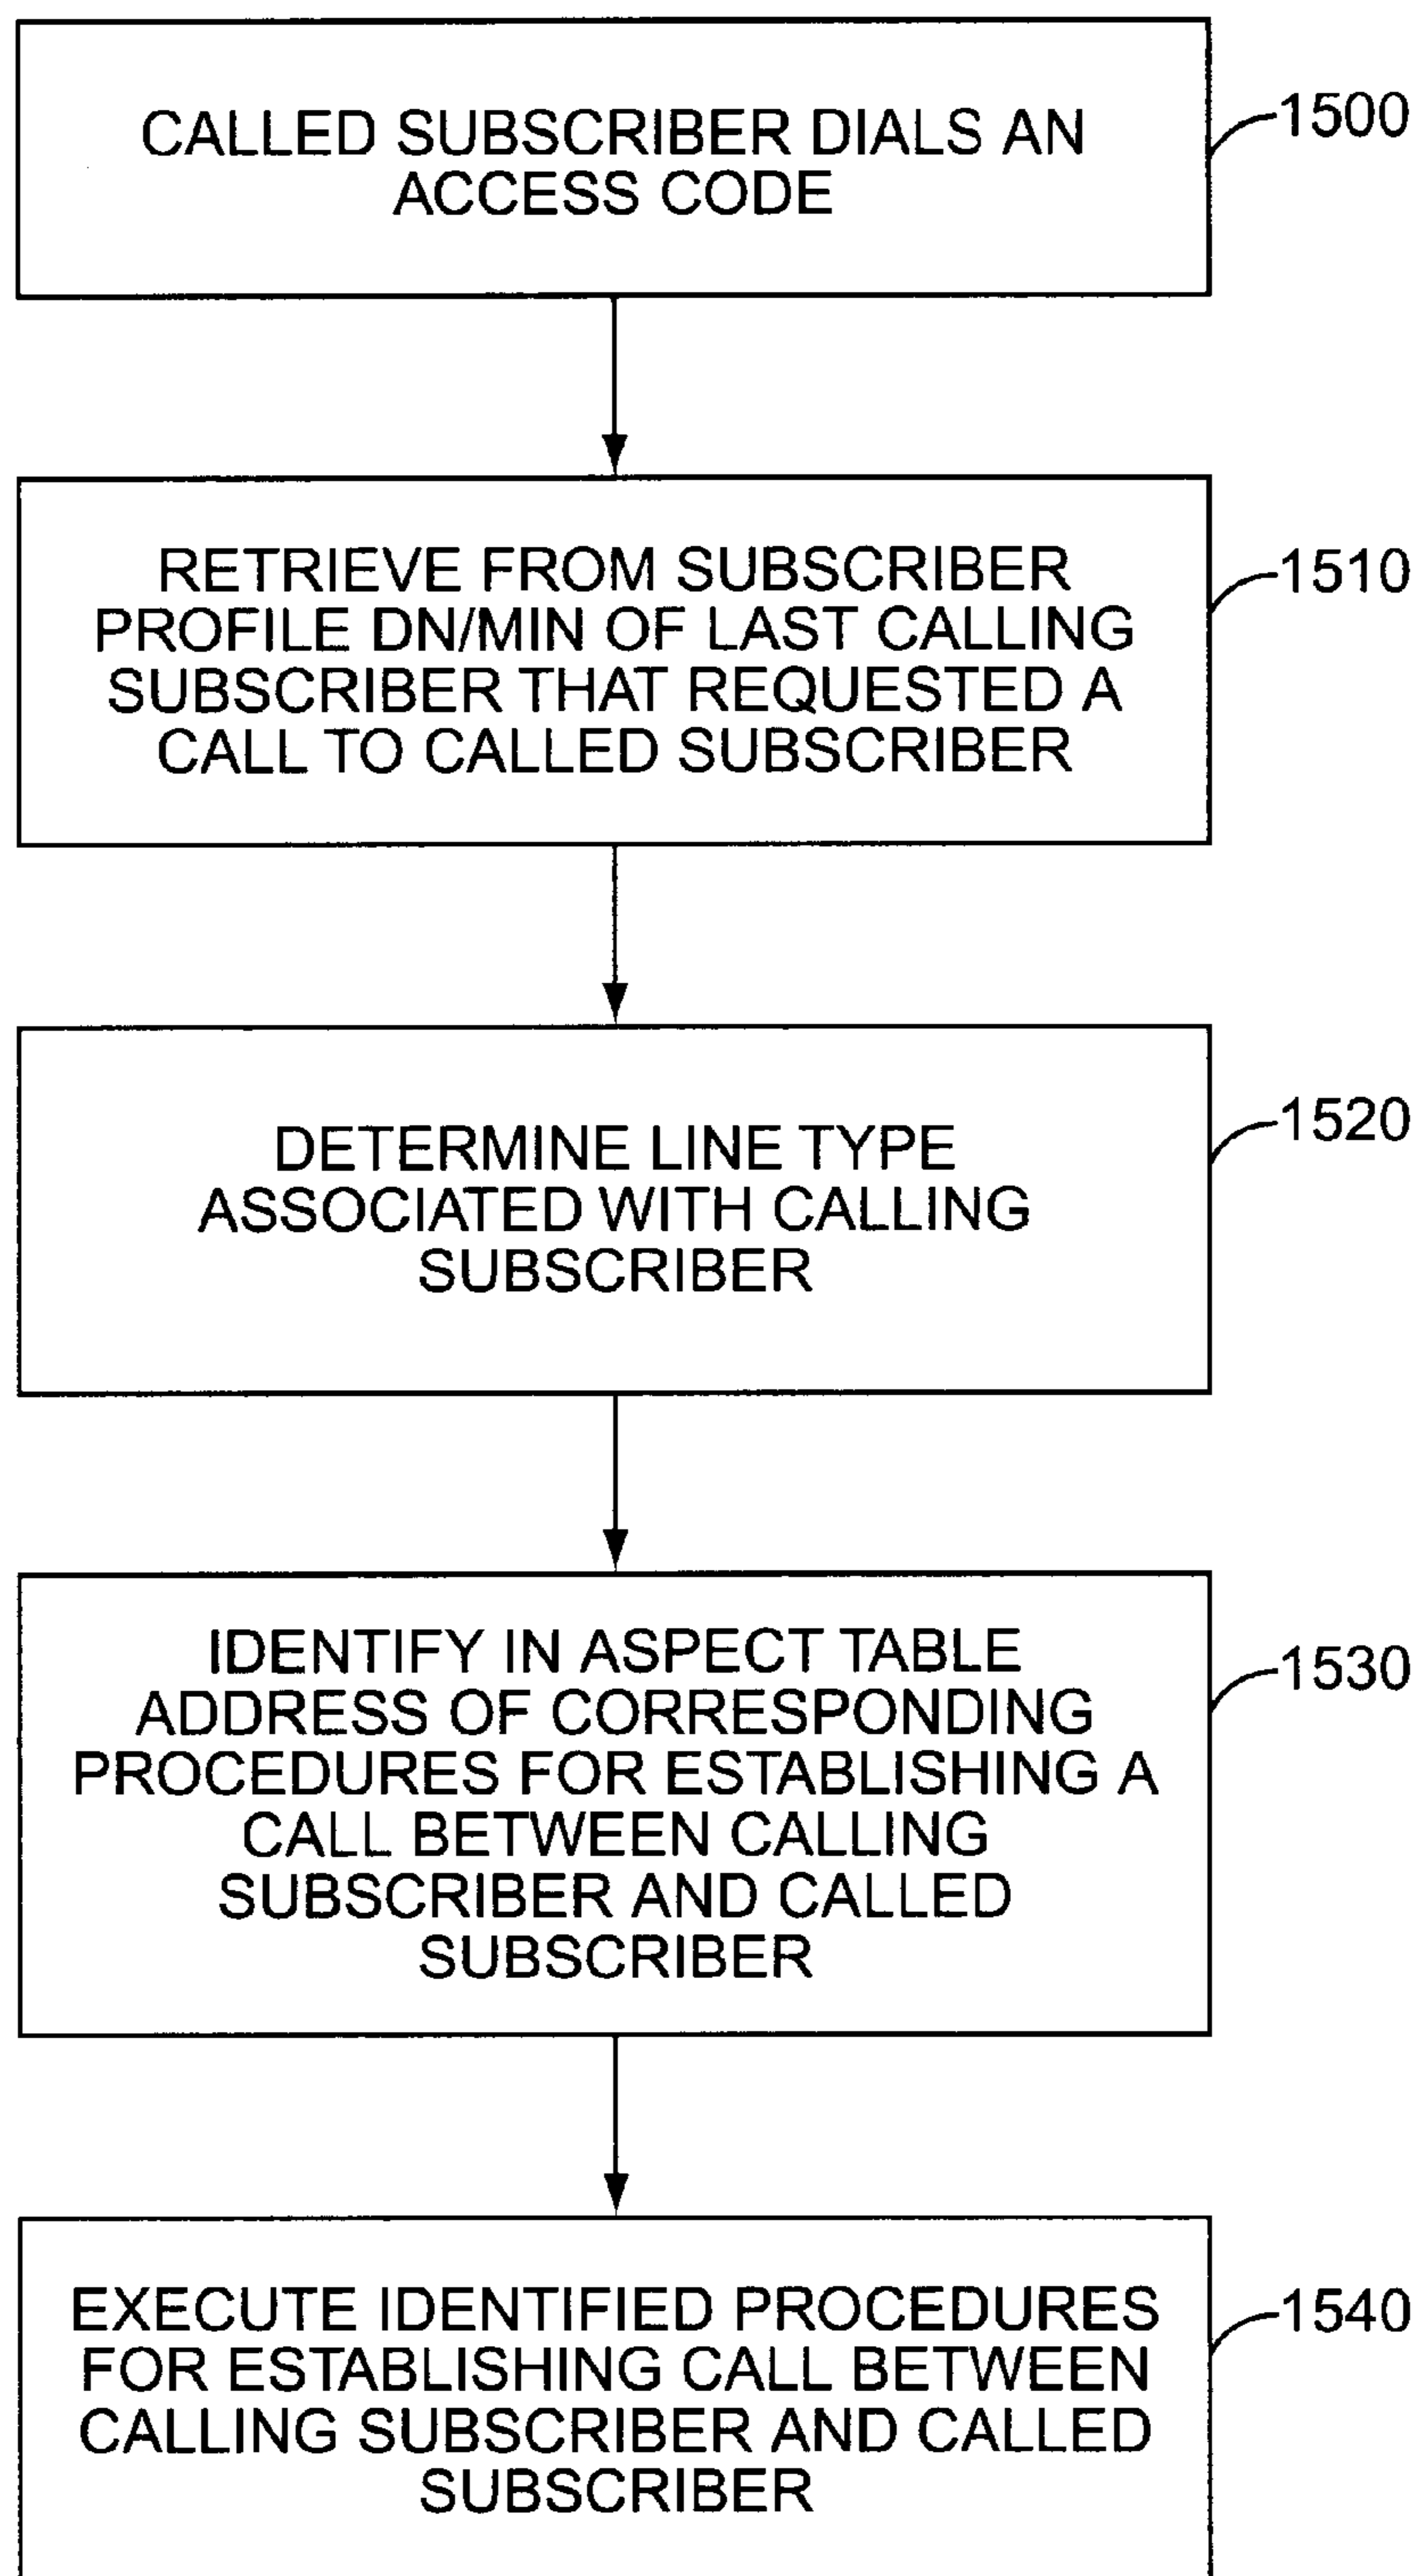 CALLED SUBSCRIBER DIALS AN
ACCESS CODE
1500
RETRIEVE FROM SUBSCRIBER
PROFILE DN/MIN OF LAST CALLING
SUBSCRIBER THAT REQUESTED A
CALL TO CALLED SUBSCRIBER
1510
DETERMINE LINE TYPE
ASSOCIATED WITH CALLING
SUBSCRIBER
1520
IDENTIFY IN ASPECT TABLE
ADDRESS OF CORRESPONDING
PROCEDURES FOR ESTABLISHING A
CALL BETWEEN CALLING
SUBSCRIBER AND CALLED
SUBSCRIBER
1530
EXECUTE IDENTIFIED PROCEDURES
FOR ESTABLISHING CALL BETWEEN
CALLING SUBSCRIBER AND CALLED
SUBSCRIBER
1540